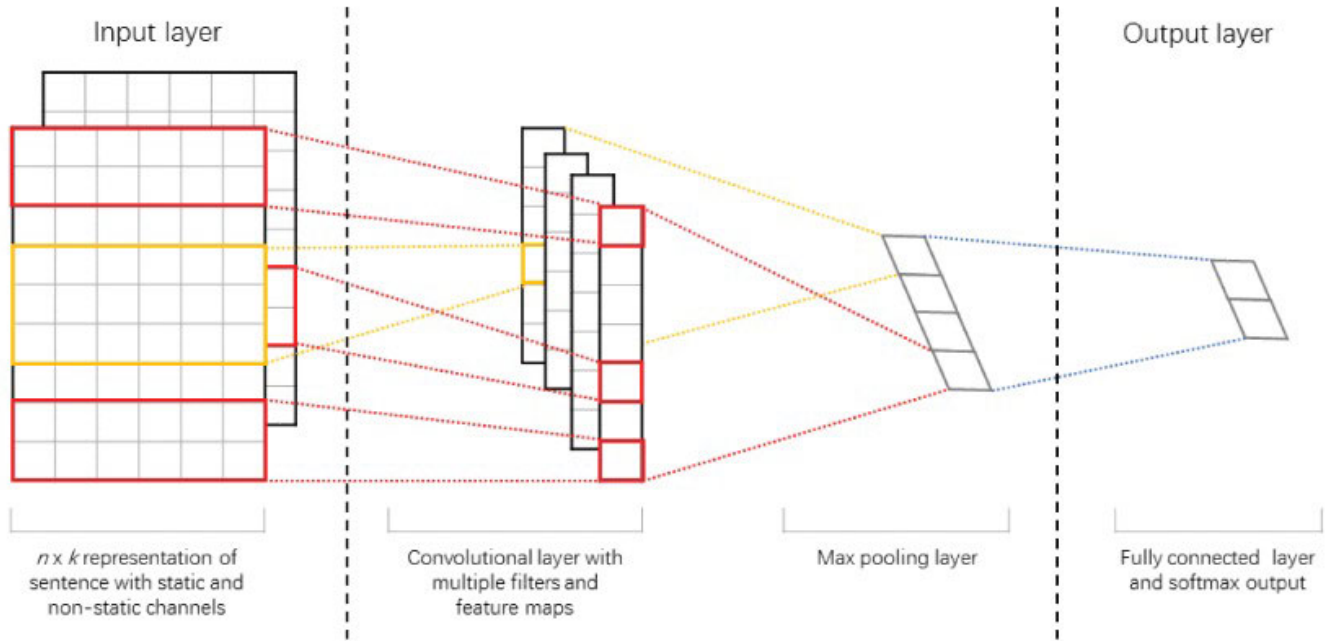 Input layer
Output layer
n x k representation of
sentence with static and
non-static channels
Convolutional layer with
multiple filters and
feature maps
Max pooling layer
Fully connected layer
and softmax output